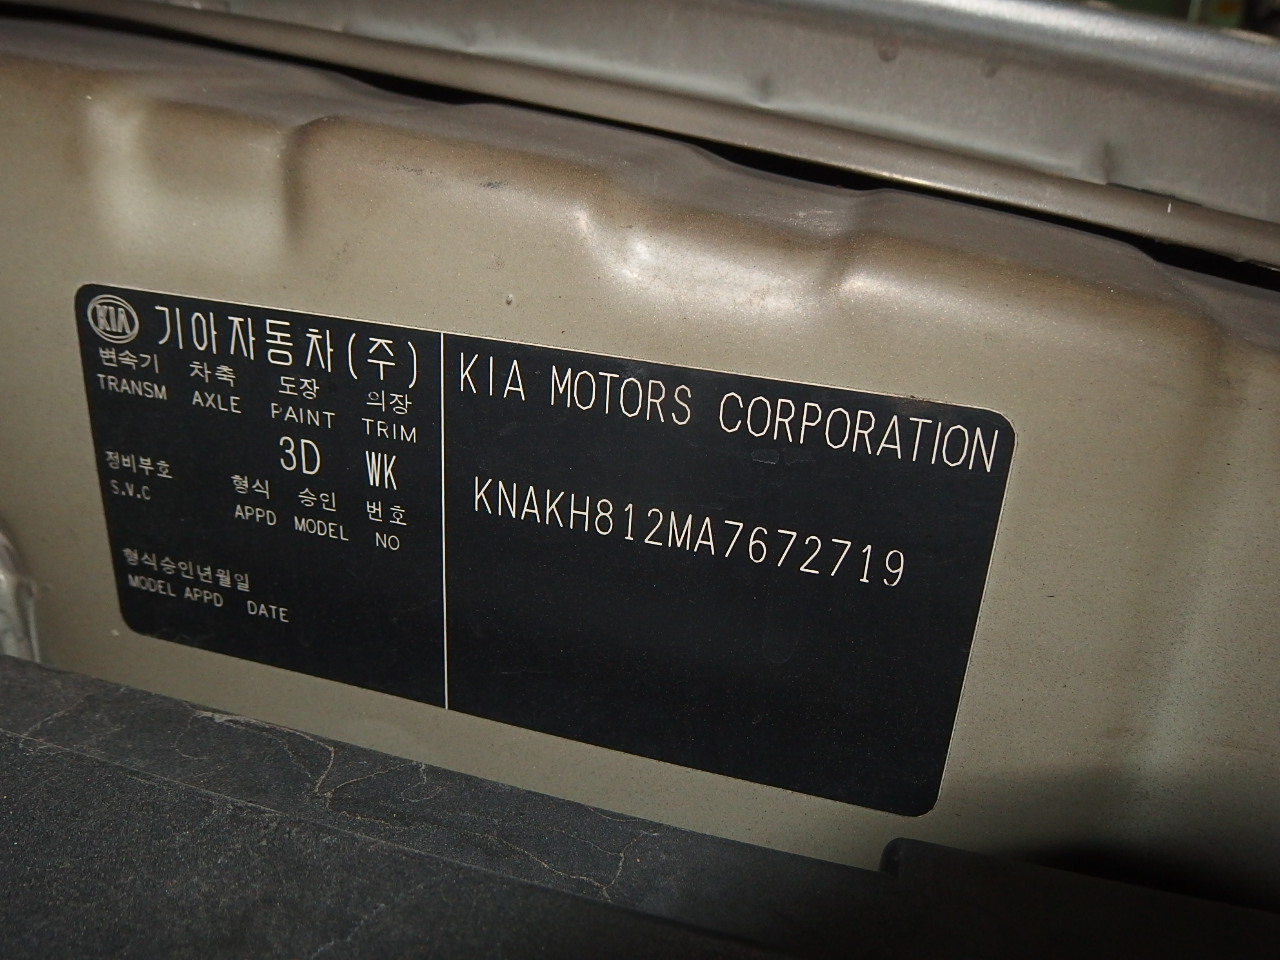 KIA 기아자동차(주)
변속기 차축 도장 의장
TRANSM AXLE PAINT TRIM
3D WK
정비부호
S.V.C
형식 승인 번호
APPD MODEL NO
형식승인년월일
MODEL APPD DATE
KIA MOTORS CORPORATION
KNAKH812MA7672719